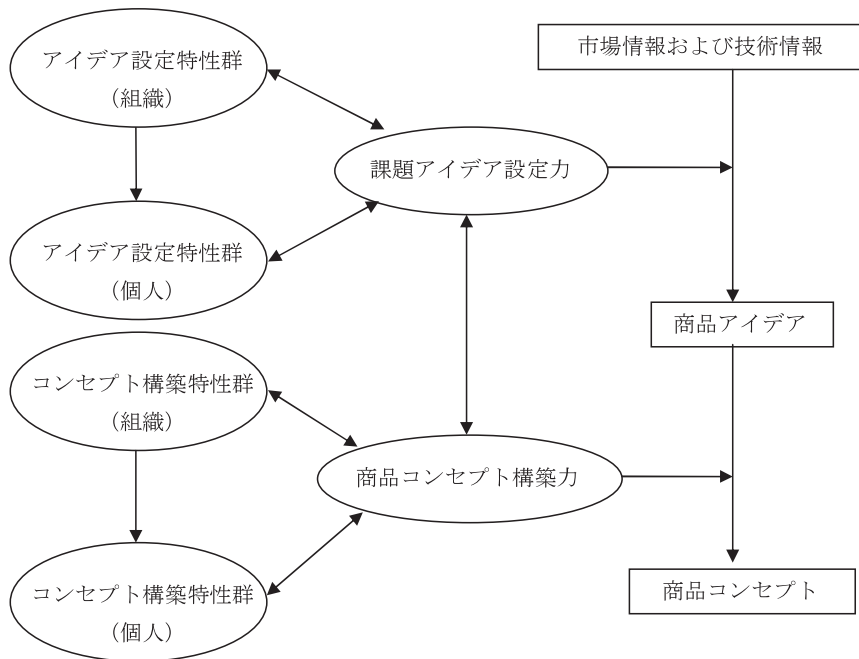 アイデア設定特性群
（組織）
市場情報および技術情報
課題アイデア設定力
アイデア設定特性群
（個人）
商品アイデア
コンセプト構築特性群
（組織）
商品コンセプト構築力
コンセプト構築特性群
（個人）
商品コンセプト